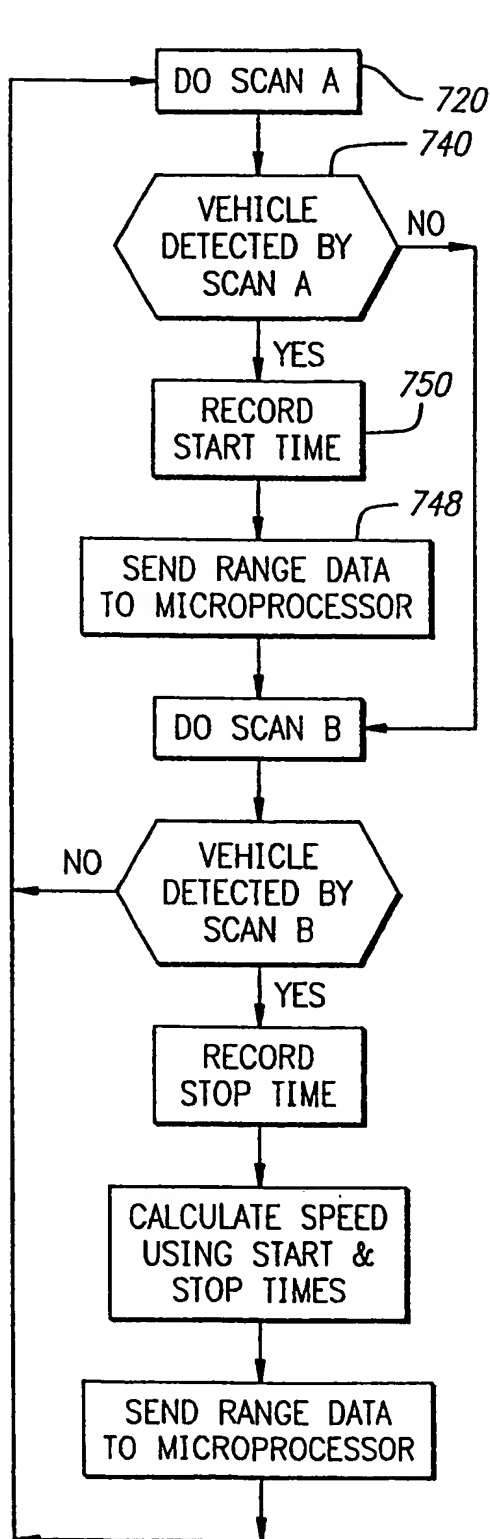 DO SCAN A
720
740
VEHICLE
DETECTED BY
SCAN A
NO
YES
750
RECORD
START TIME
748
SEND RANGE DATA
TO MICROPROCESSOR
DO SCAN B
NO
VEHICLE
DETECTED BY
SCAN B
YES
RECORD
STOP TIME
CALCULATE SPEED
USING START &
STOP TIMES
SEND RANGE DATA
TO MICROPROCESSOR